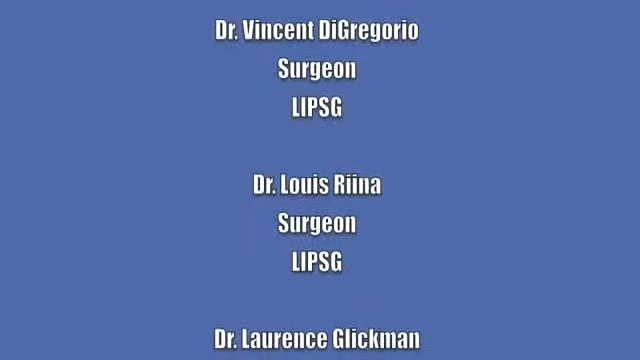 Dr. Vincent DiGregorio
Surgeon
LIPSG
Dr. Louis Riina
Surgeon
LIPSG
Dr. Laurence Glickman